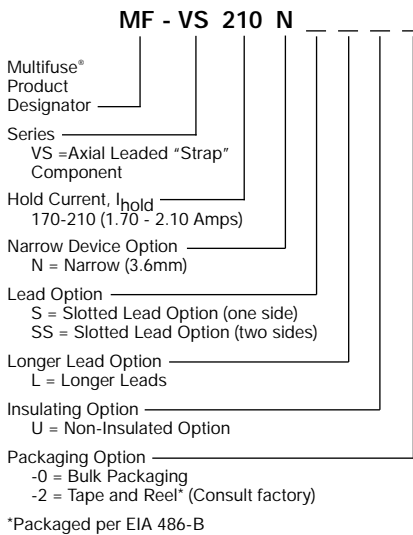 MF - VS 210 N _ _ _ _
Multifuse®
Product
Designator
Series
VS =Axial Leaded “Strap”
Component
Hold Current, Ihold
170-210 (1.70 - 2.10 Amps)
Narrow Device Option
N = Narrow (3.6mm)
Lead Option
S = Slotted Lead Option (one side)
SS = Slotted Lead Option (two sides)
Longer Lead Option
L = Longer Leads
Insulating Option
U = Non-Insulated Option
Packaging Option
-0 = Bulk Packaging
-2 = Tape and Reel* (Consult factory)
*Packaged per EIA 486-B